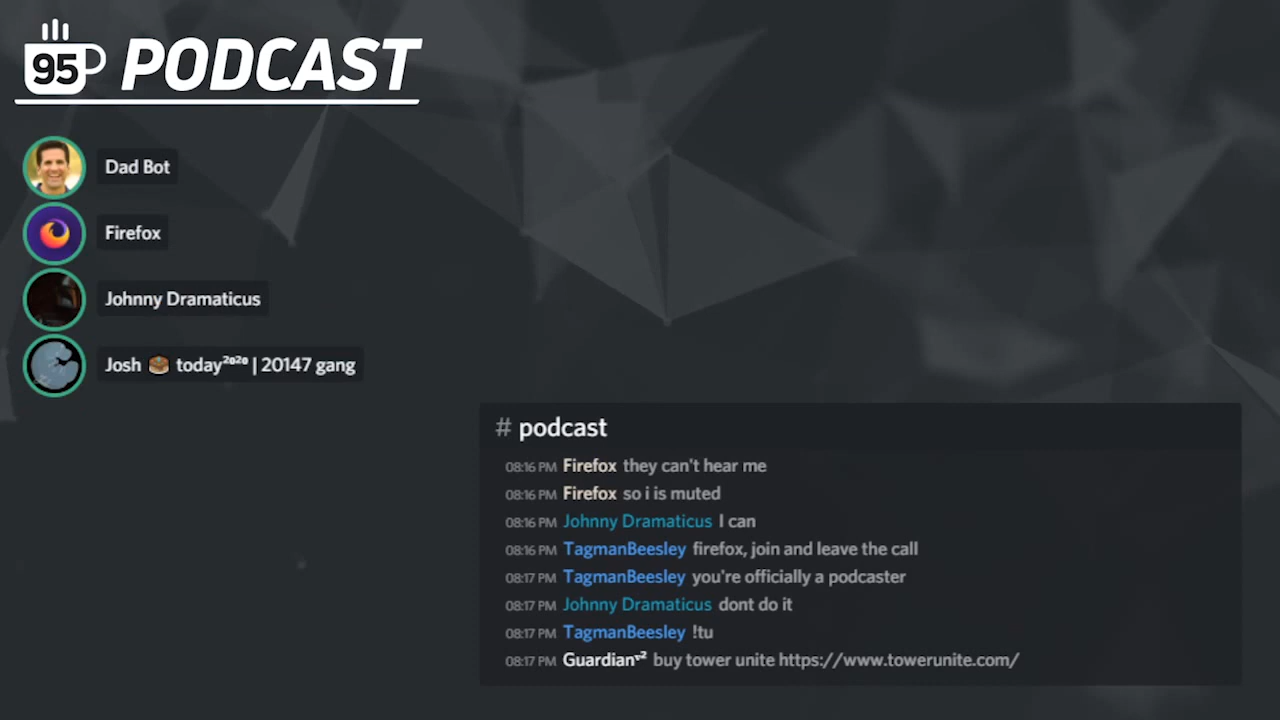 95 PODCAST
Dad Bot
Firefox
Johnny Dramaticus
Josh today²⁰²⁰ | 20147 gang
# podcast
08:16 PM Firefox they can't hear me
08:16 PM Firefox so i is muted
08:16 PM Johnny Dramaticus I can
08:16 PM TagmanBeesley firefox, join and leave the call
08:17 PM TagmanBeesley you're officially a podcaster
08:17 PM Johnny Dramaticus dont do it
08:17 PM TagmanBeesley !tu
08:17 PM Guardian buy tower unite https://www.towerunite.com/